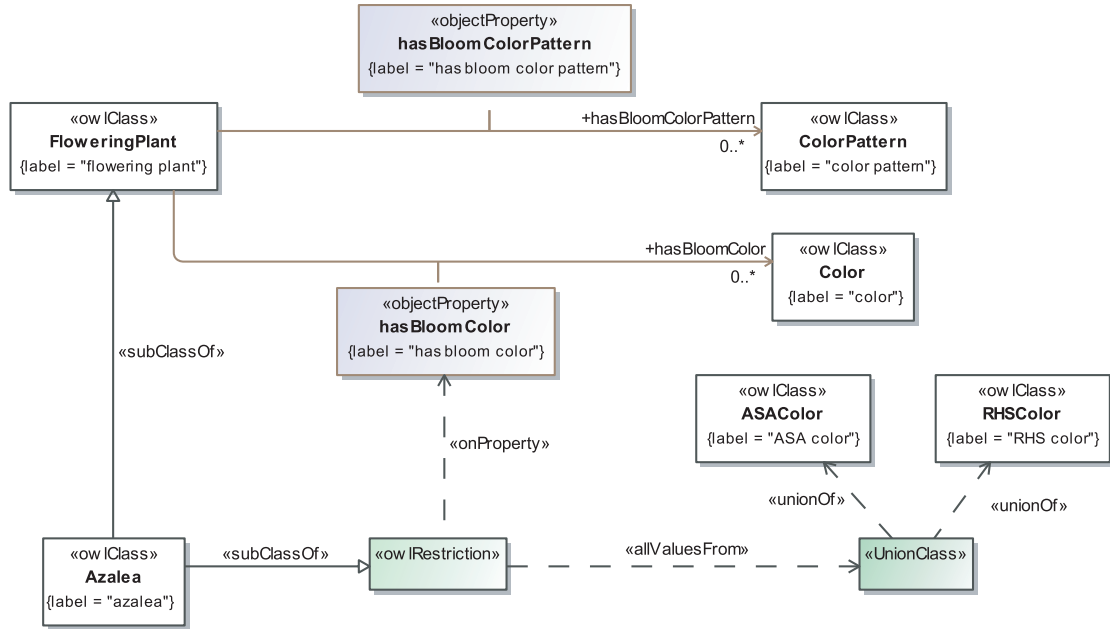 «objectProperty»
hasBloomColorPattern
{label = "has bloom color pattern"}
«owlClass»
FloweringPlant
{label = "flowering plant"}
+hasBloomColorPattern
0..*
«owlClass»
ColorPattern
{label = "color pattern"}
+hasBloomColor
0..*
«owlClass»
Color
{label = "color"}
«objectProperty»
hasBloomColor
{label = "has bloom color"}
«subClassOf»
«onProperty»
«owlClass»
ASAColor
{label = "ASA color"}
«owlClass»
RHSColor
{label = "RHS color"}
«unionOf»
«unionOf»
«owlClass»
Azalea
{label = "azalea"}
«subClassOf»
«owlRestriction»
«allValuesFrom»
«UnionClass»